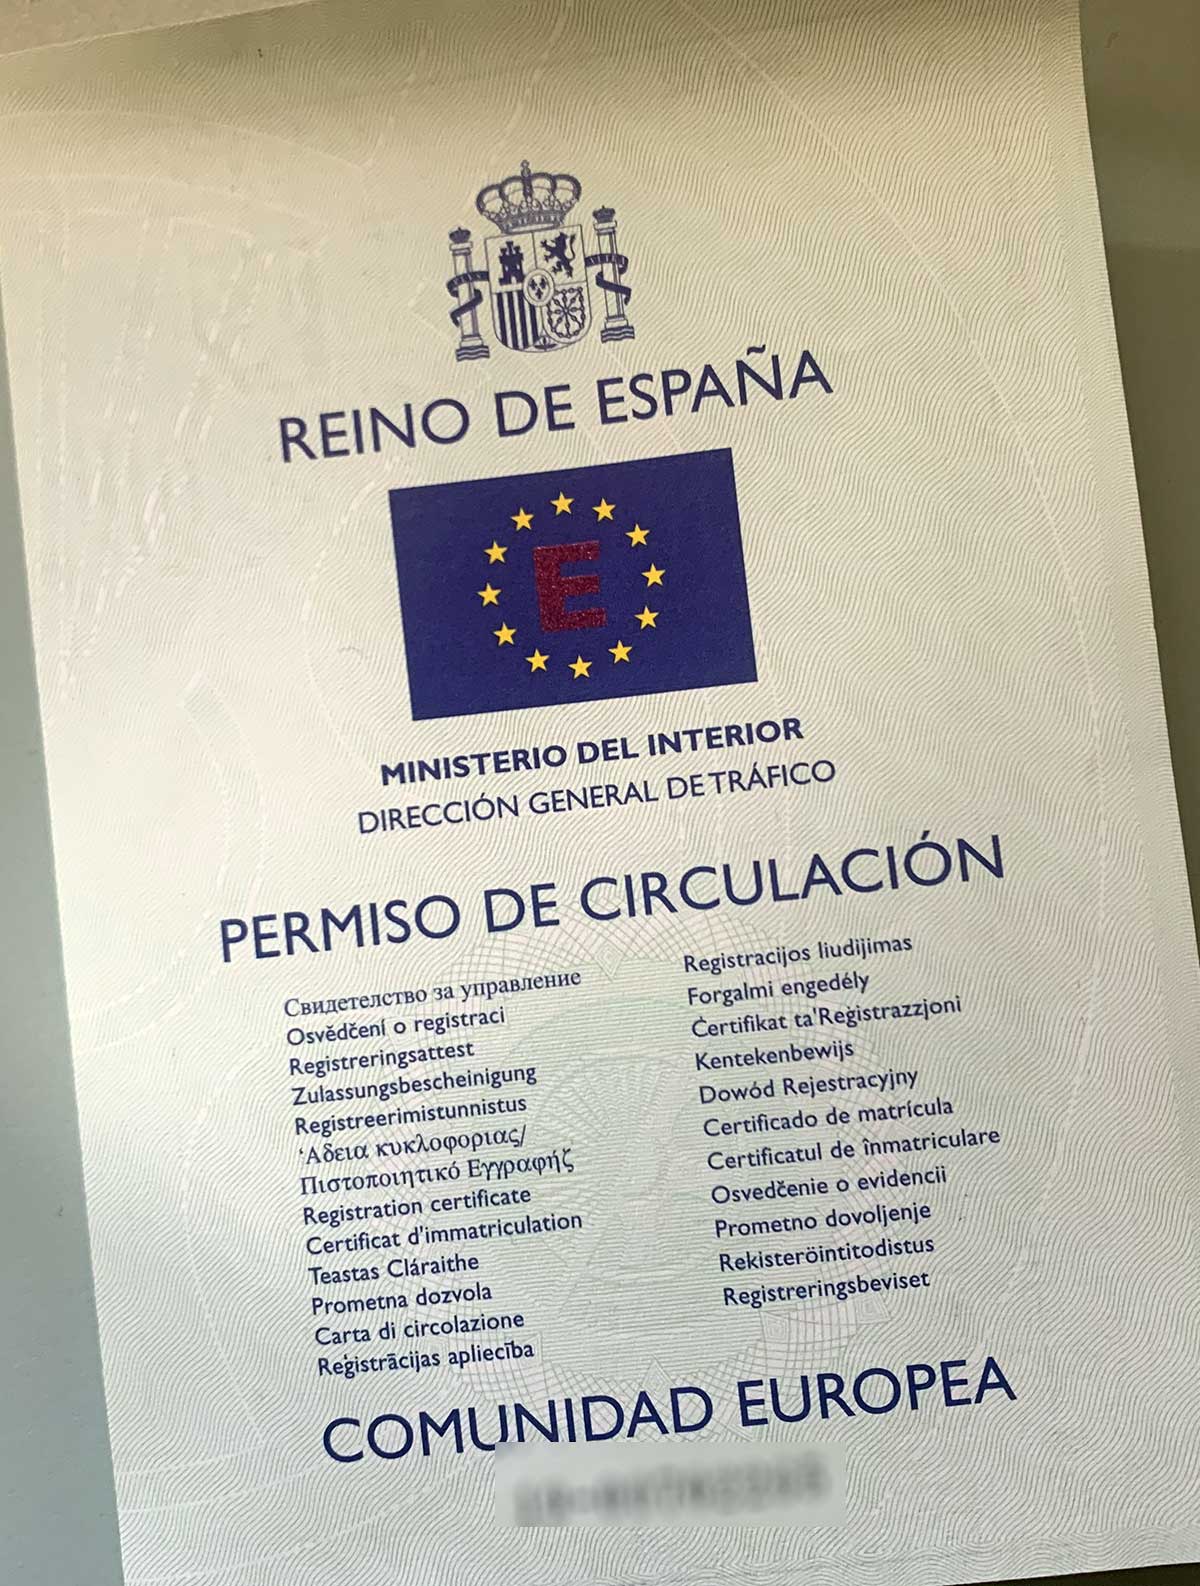 REINO DE ESPAÑA
E
MINISTERIO DEL INTERIOR
DIRECCIÓN GENERAL DE TRÁFICO
PERMISO DE CIRCULACIÓN
Свидетелство за управление
Osvědčení o registraci
Registreringsattest
Zulassungsbescheinigung
Registreerimistunnistus
‘Αδεια κυκλοφοριας/
Πιστοποιητικό Εγγραφήζ
Registration certificate
Certificat d'immatriculation
Teastas Cláraithe
Prometna dozvola
Carta di circolazione
Reģistrācijas apliecība
Registracijos liudijimas
Forgalmi engedély
Ċertifikat ta'Reġistrazzjoni
Kentekenbewijs
Dowód Rejestracyjny
Certificado de matrícula
Certificatul de înmatriculare
Osvedčenie o evidencii
Prometno dovoljenje
Rekisteröintitodistus
Registreringsbeviset
COMUNIDAD EUROPEA